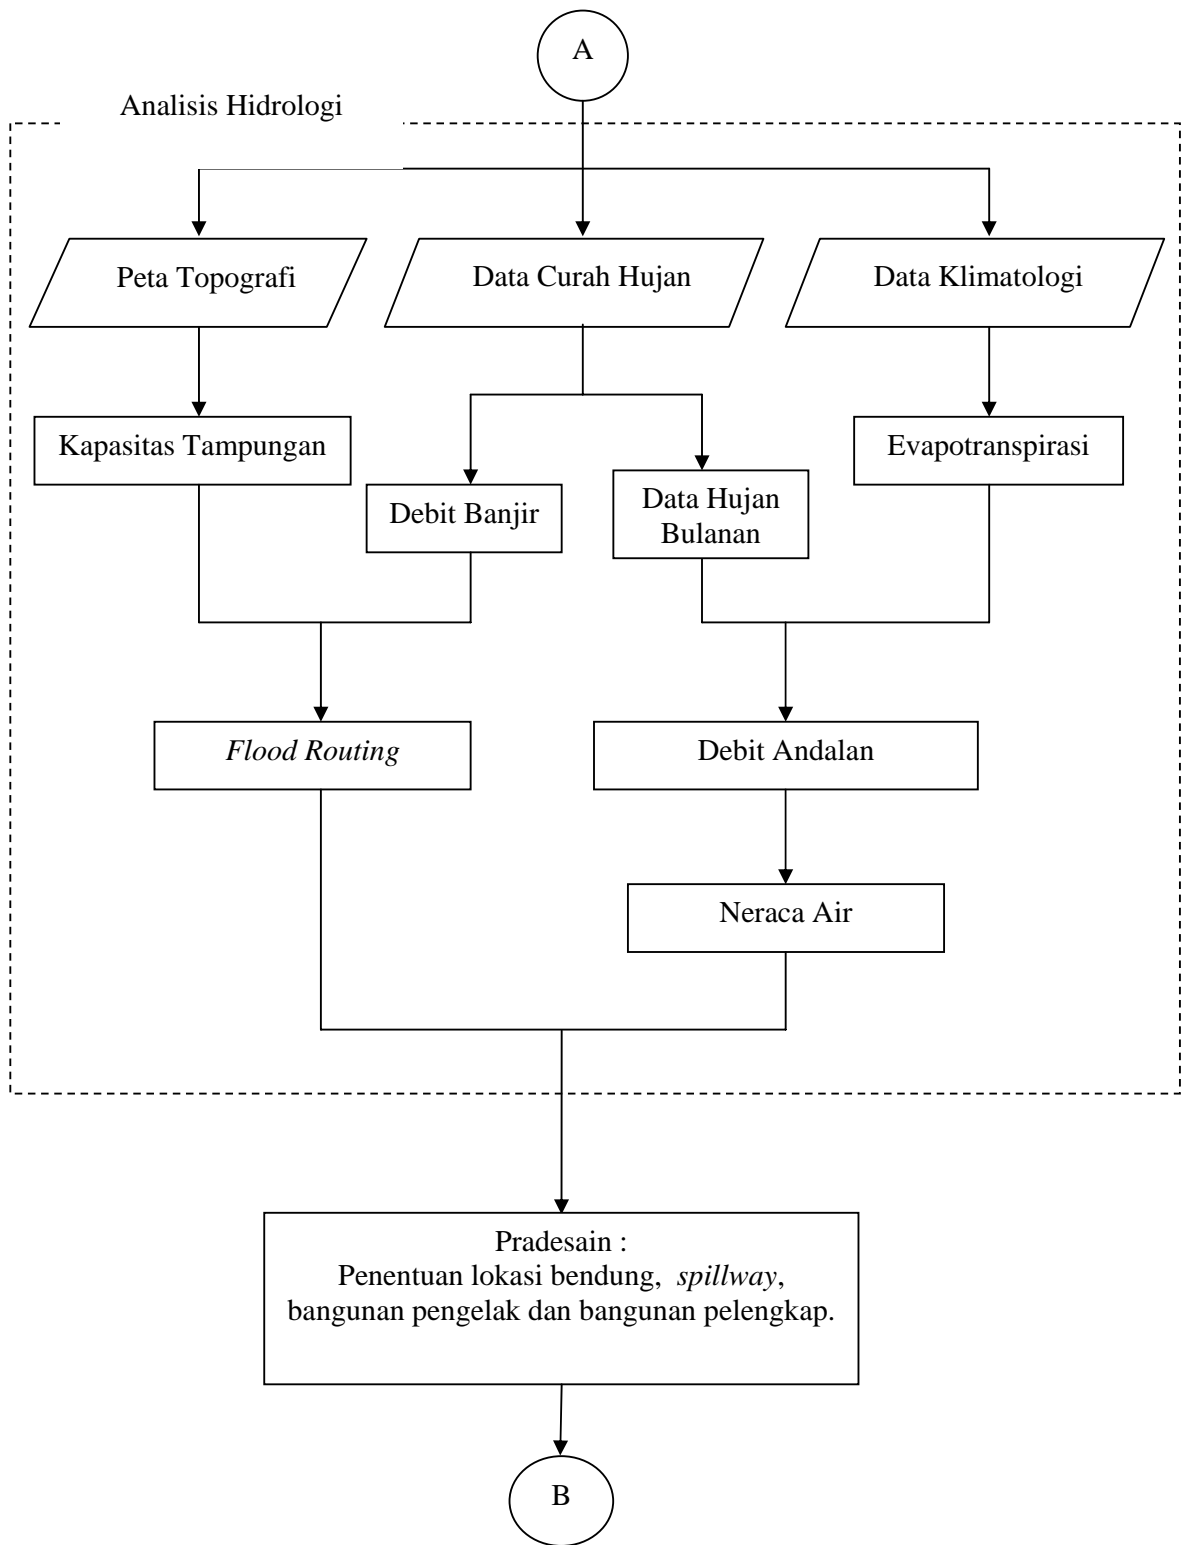 A
Analisis Hidrologi
Peta Topografi
Data Curah Hujan
Data Klimatologi
Kapasitas Tampungan
Evapotranspirasi
Debit Banjir
Data Hujan
Bulanan
Flood Routing
Debit Andalan
Neraca Air
Pradesain :
Penentuan lokasi bendung, spillway,
bangunan pengelak dan bangunan pelengkap.
B